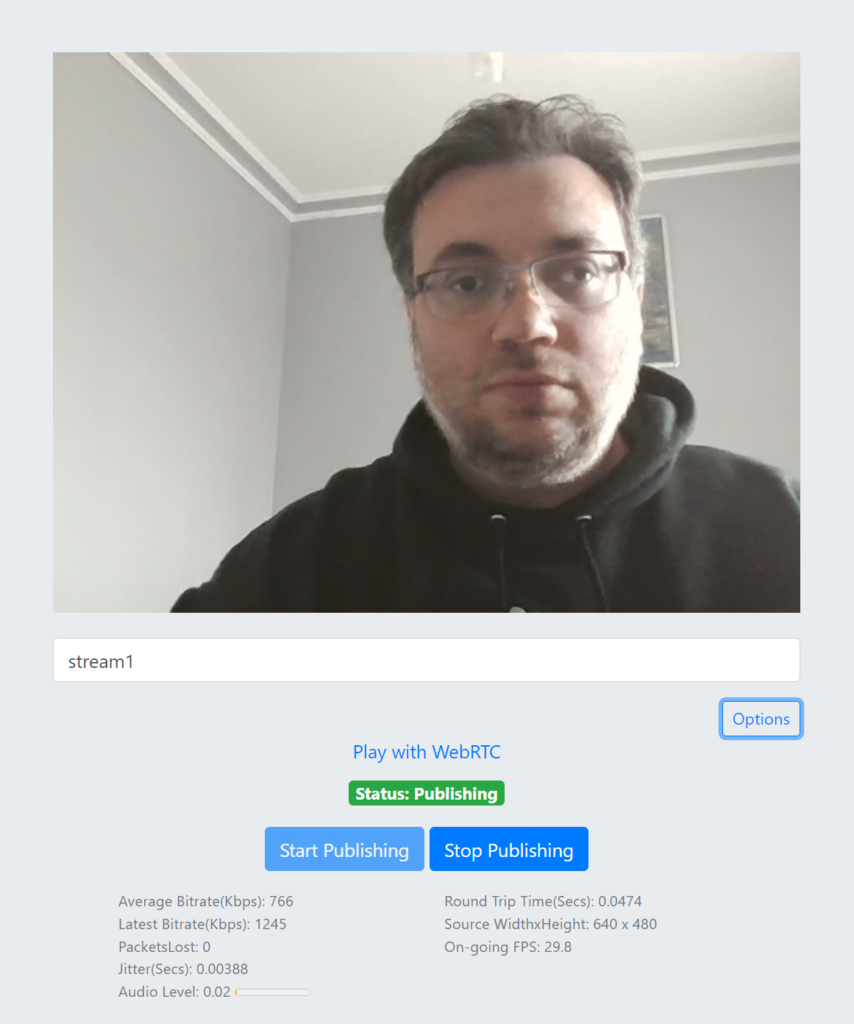 stream1
Options
Play with WebRTC
Status: Publishing
Start Publishing Stop Publishing
Average Bitrate(Kbps): 766
Latest Bitrate(Kbps): 1245
PacketsLost: 0
Jitter(Secs): 0.00388
Audio Level: 0.02
Round Trip Time(Secs): 0.0474
Source WidthxHeight: 640 x 480
On-going FPS: 29.8